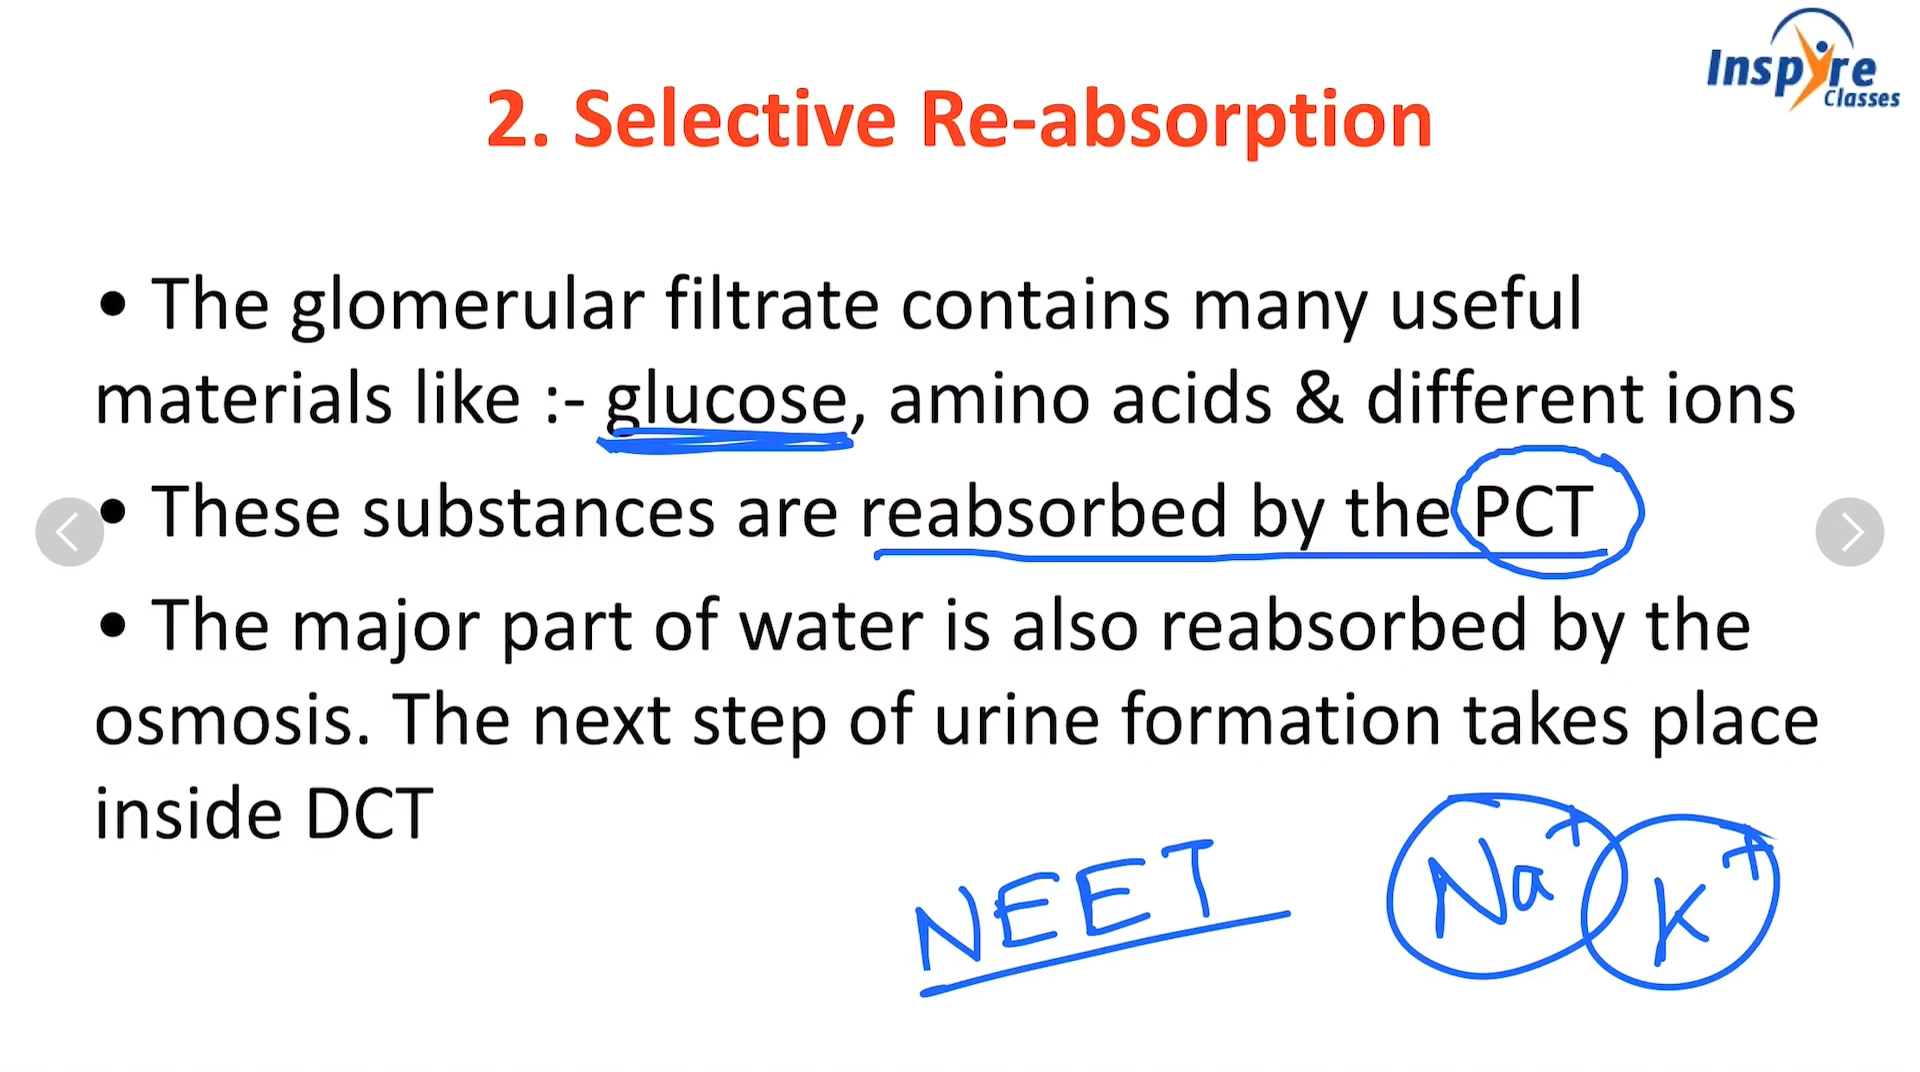 Inspyre
Classes
2. Selective Re-absorption
• The glomerular filtrate contains many useful
materials like :- glucose, amino acids & different ions
• These substances are reabsorbed by the PCT
• The major part of water is also reabsorbed by the
osmosis. The next step of urine formation takes place
inside DCT
NEET
Na⁺ K⁺